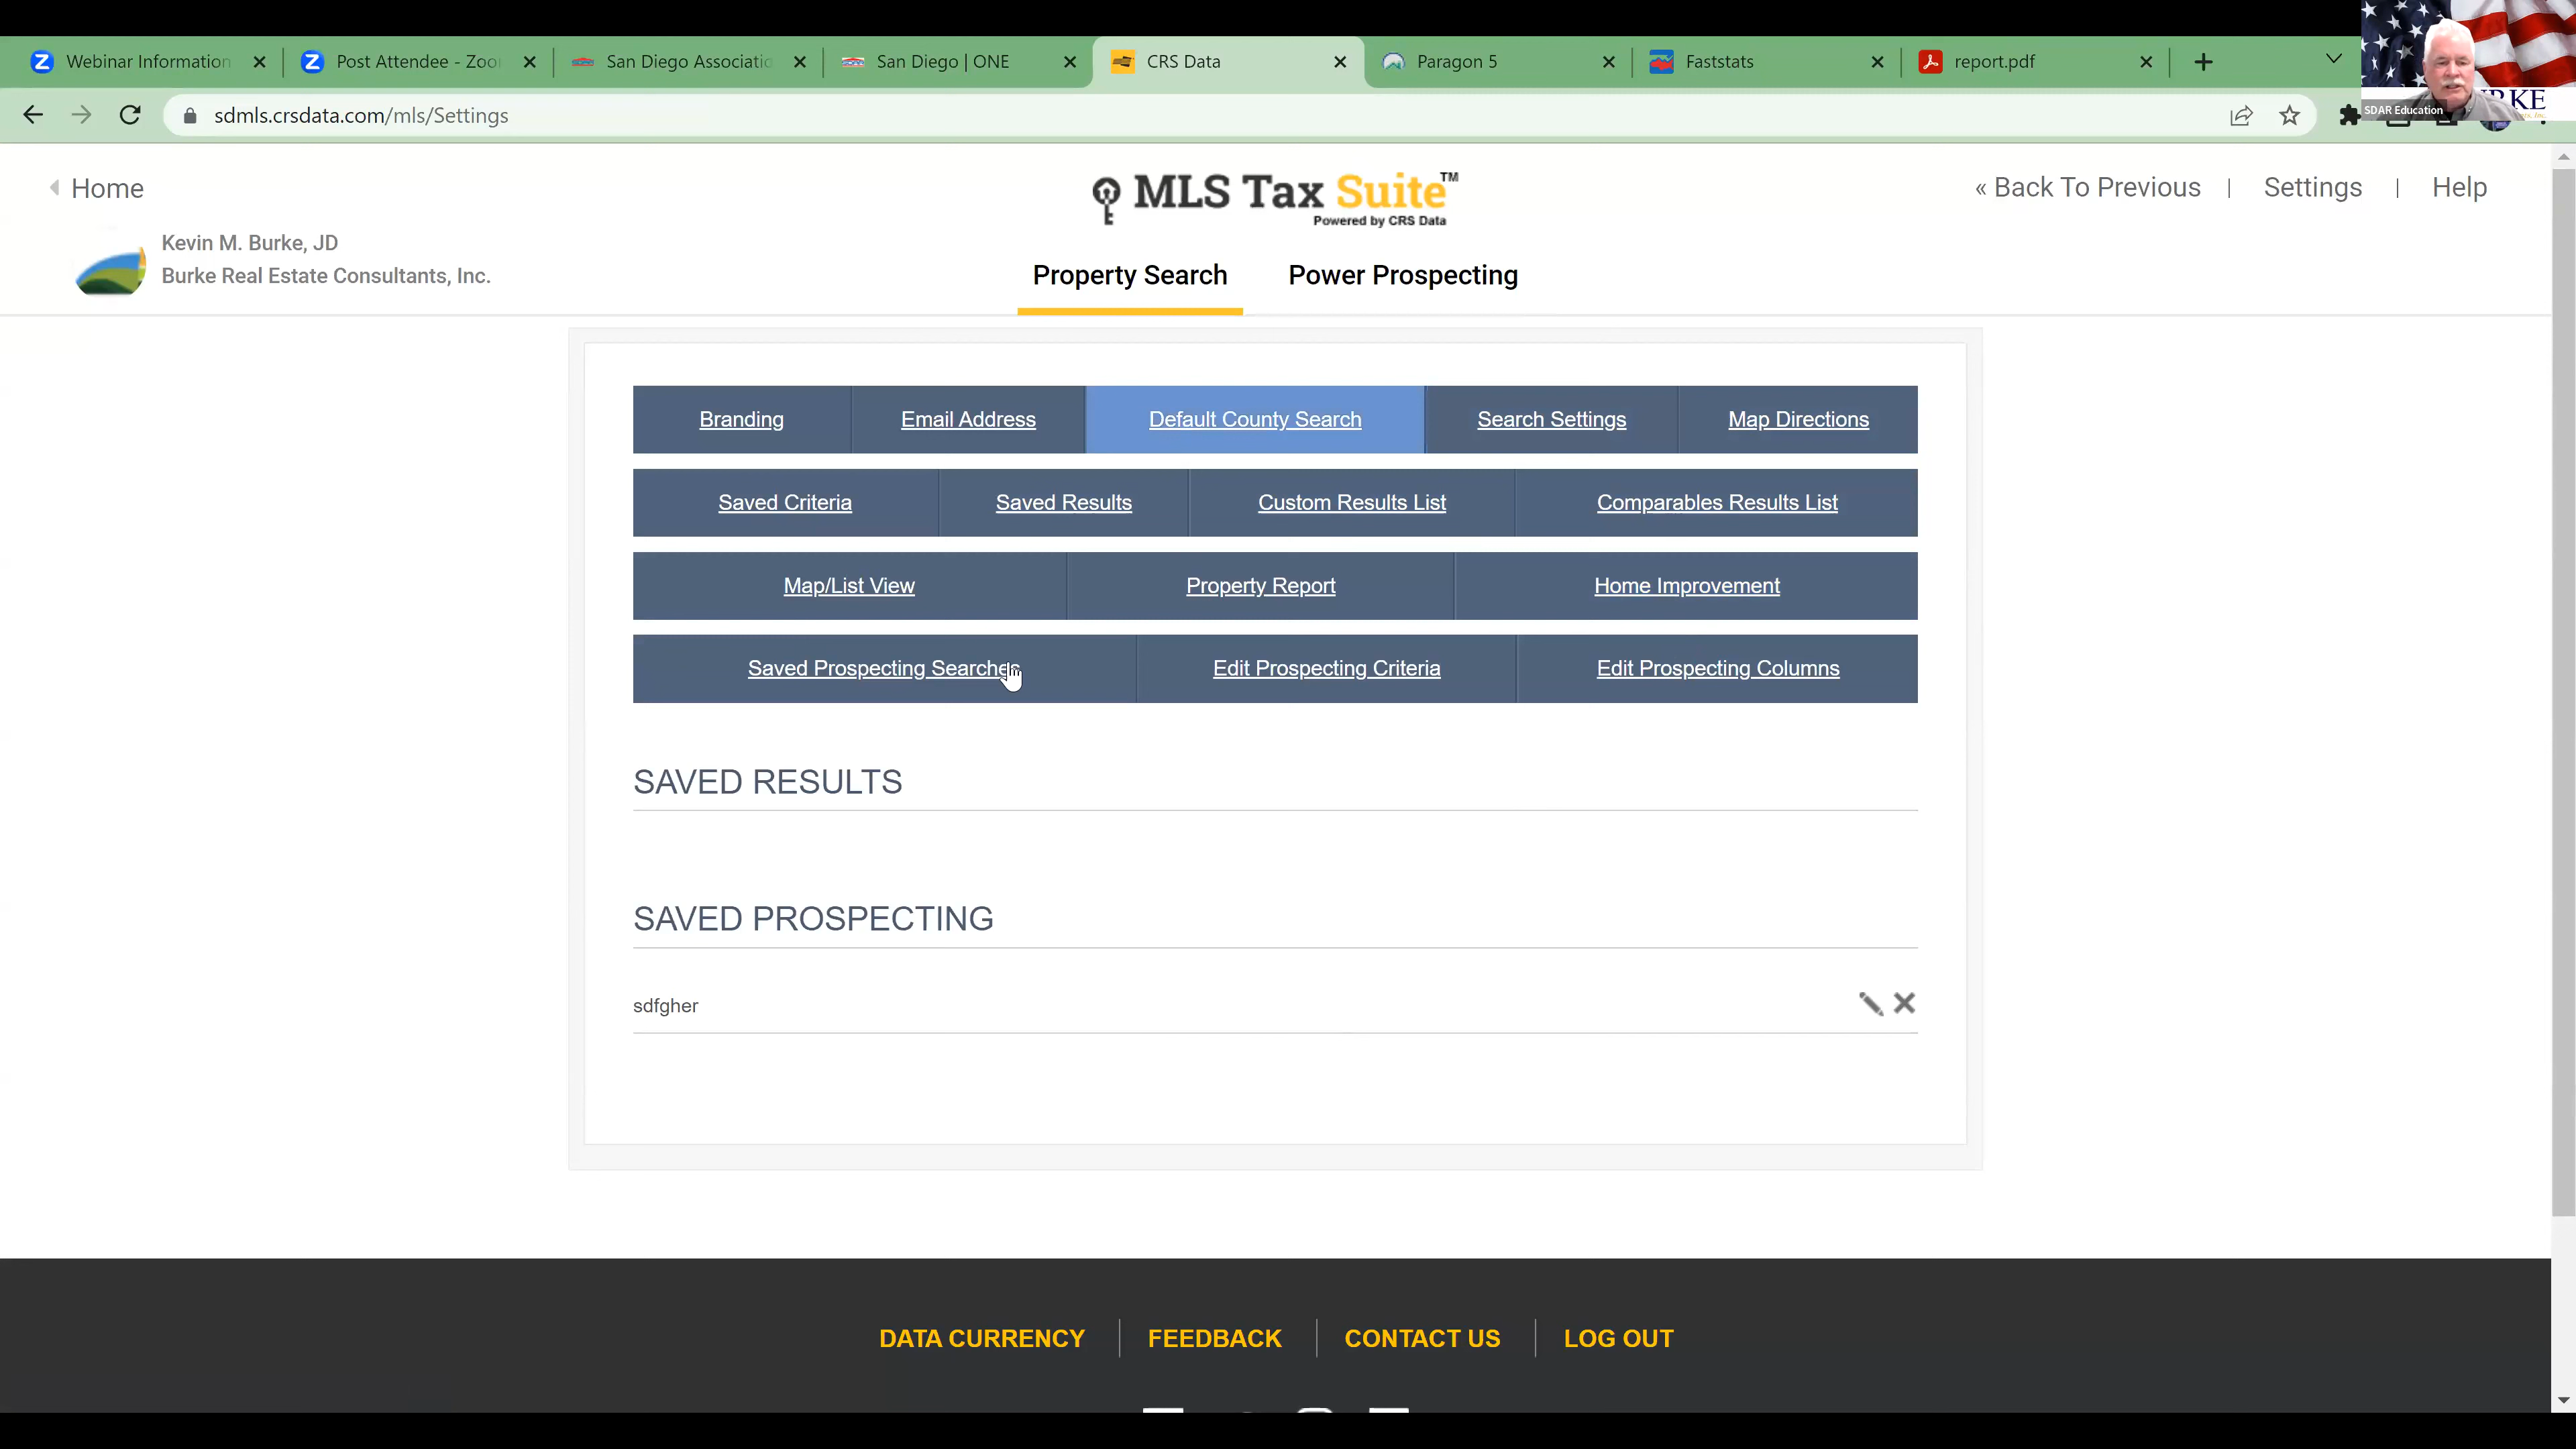 Webinar Information
Post Attendee - Zoo
San Diego Associatio
San Diego | ONE
CRS Data
Paragon 5
Faststats
report.pdf
sdmls.crsdata.com/mls/Settings
SDAR Education
RKE
Home
MLS Tax Suite™
Powered by CRS Data
« Back To Previous | Settings | Help
Kevin M. Burke, JD
Burke Real Estate Consultants, Inc.
Property Search Power Prospecting
Branding Email Address Default County Search Search Settings Map Directions
Saved Criteria Saved Results Custom Results List Comparables Results List
Map/List View Property Report Home Improvement
Saved Prospecting Searches Edit Prospecting Criteria Edit Prospecting Columns
SAVED RESULTS
SAVED PROSPECTING
sdfgher
DATA CURRENCY | FEEDBACK | CONTACT US | LOG OUT